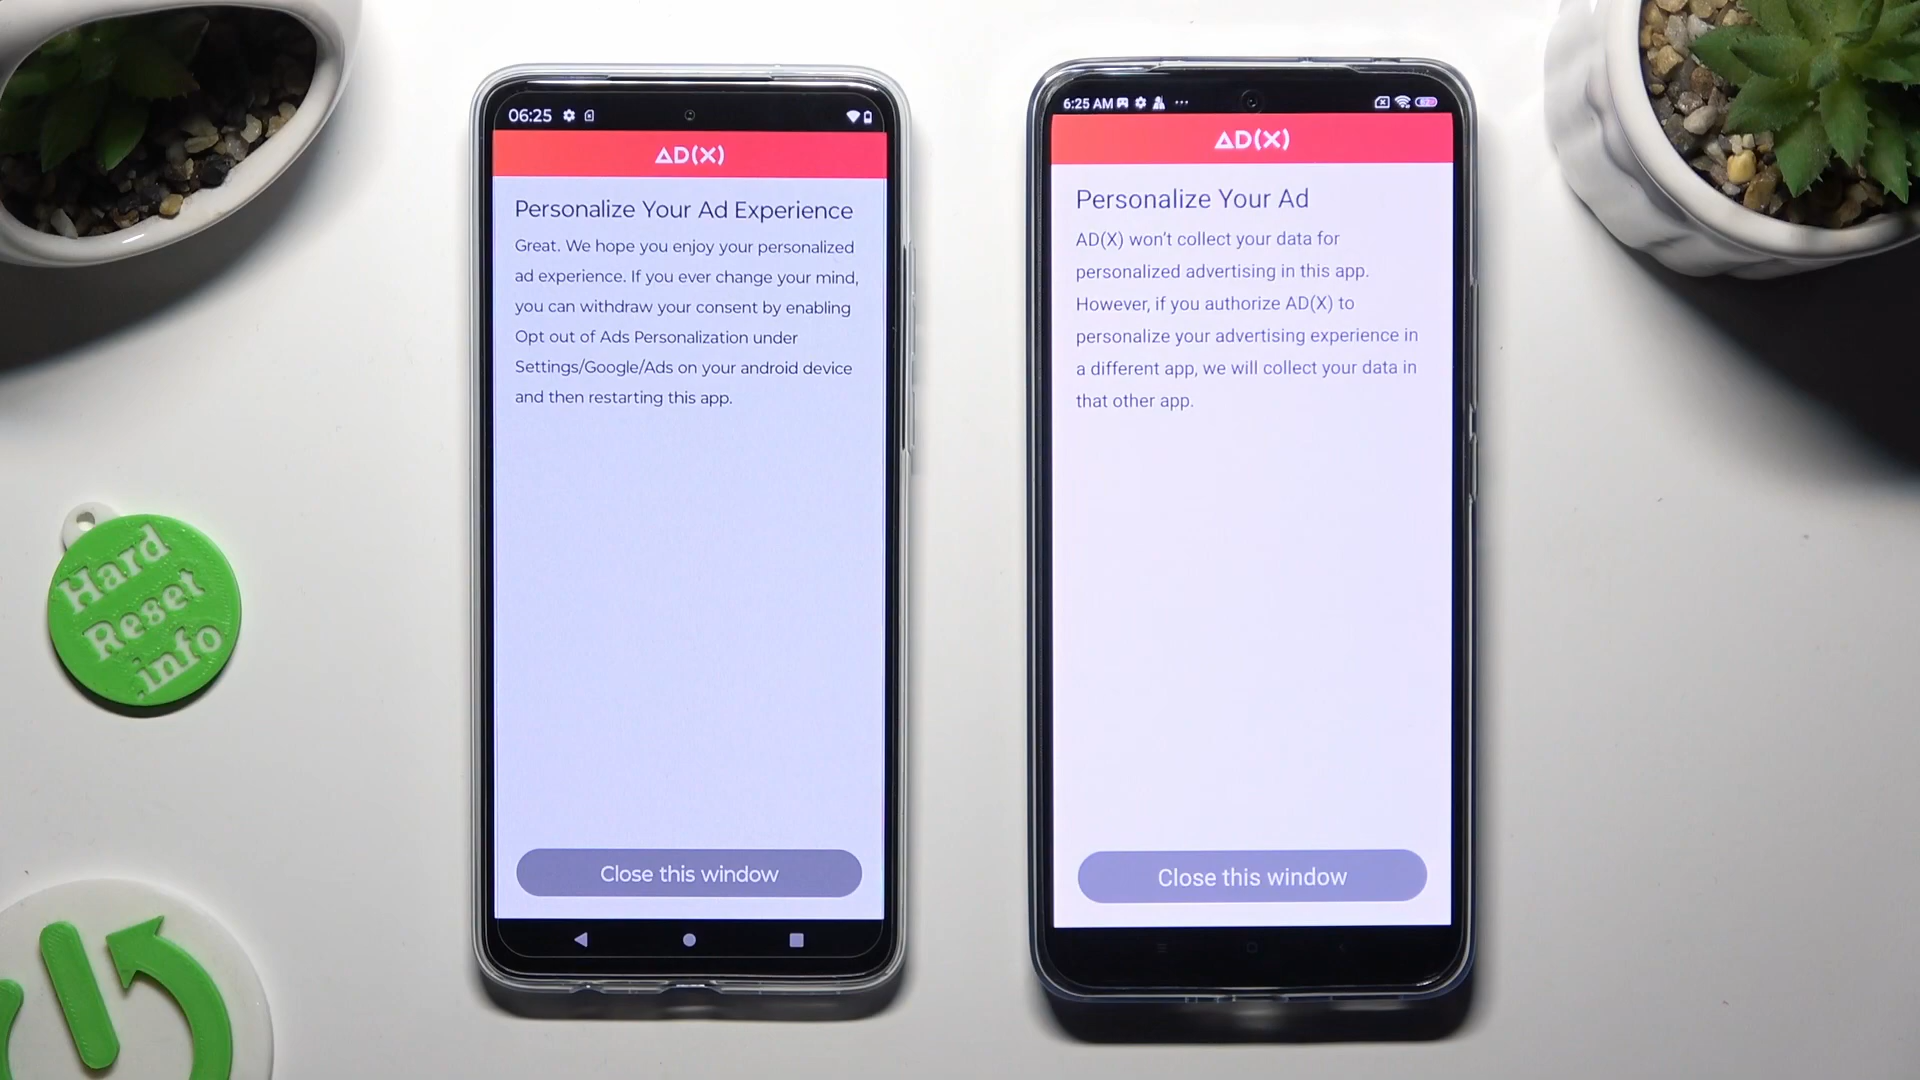 06:25
AD(X)
Personalize Your Ad Experience
Great. We hope you enjoy your personalized
ad experience. If you ever change your mind,
you can withdraw your consent by enabling
Opt out of Ads Personalization under
Settings/Google/Ads on your android device
and then restarting this app.
Close this window
6:25 AM
AD(X)
Personalize Your Ad
AD(X) won't collect your data for
personalized advertising in this app.
However, if you authorize AD(X) to
personalize your advertising experience in
a different app, we will collect your data in
that other app.
Close this window
Hard
Reset
info